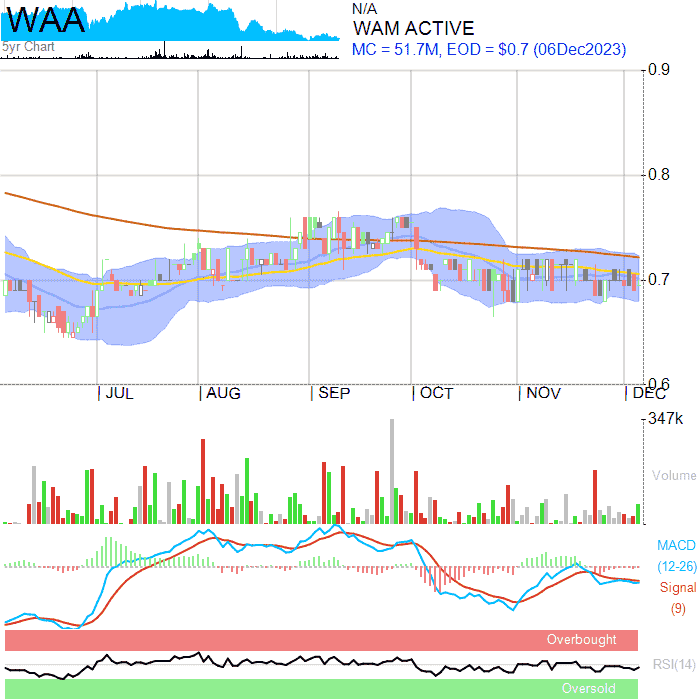 WAA
5yr Chart
N/A
WAM ACTIVE
MC = 51.7M, EOD = $0.7 (06Dec2023)
0.9
0.8
0.7
0.6
JUL
AUG
SEP
OCT
NOV
DEC
347k
Volume
MACD
(12-26)
Signal
(9)
Overbought
RSI(14)
Oversold